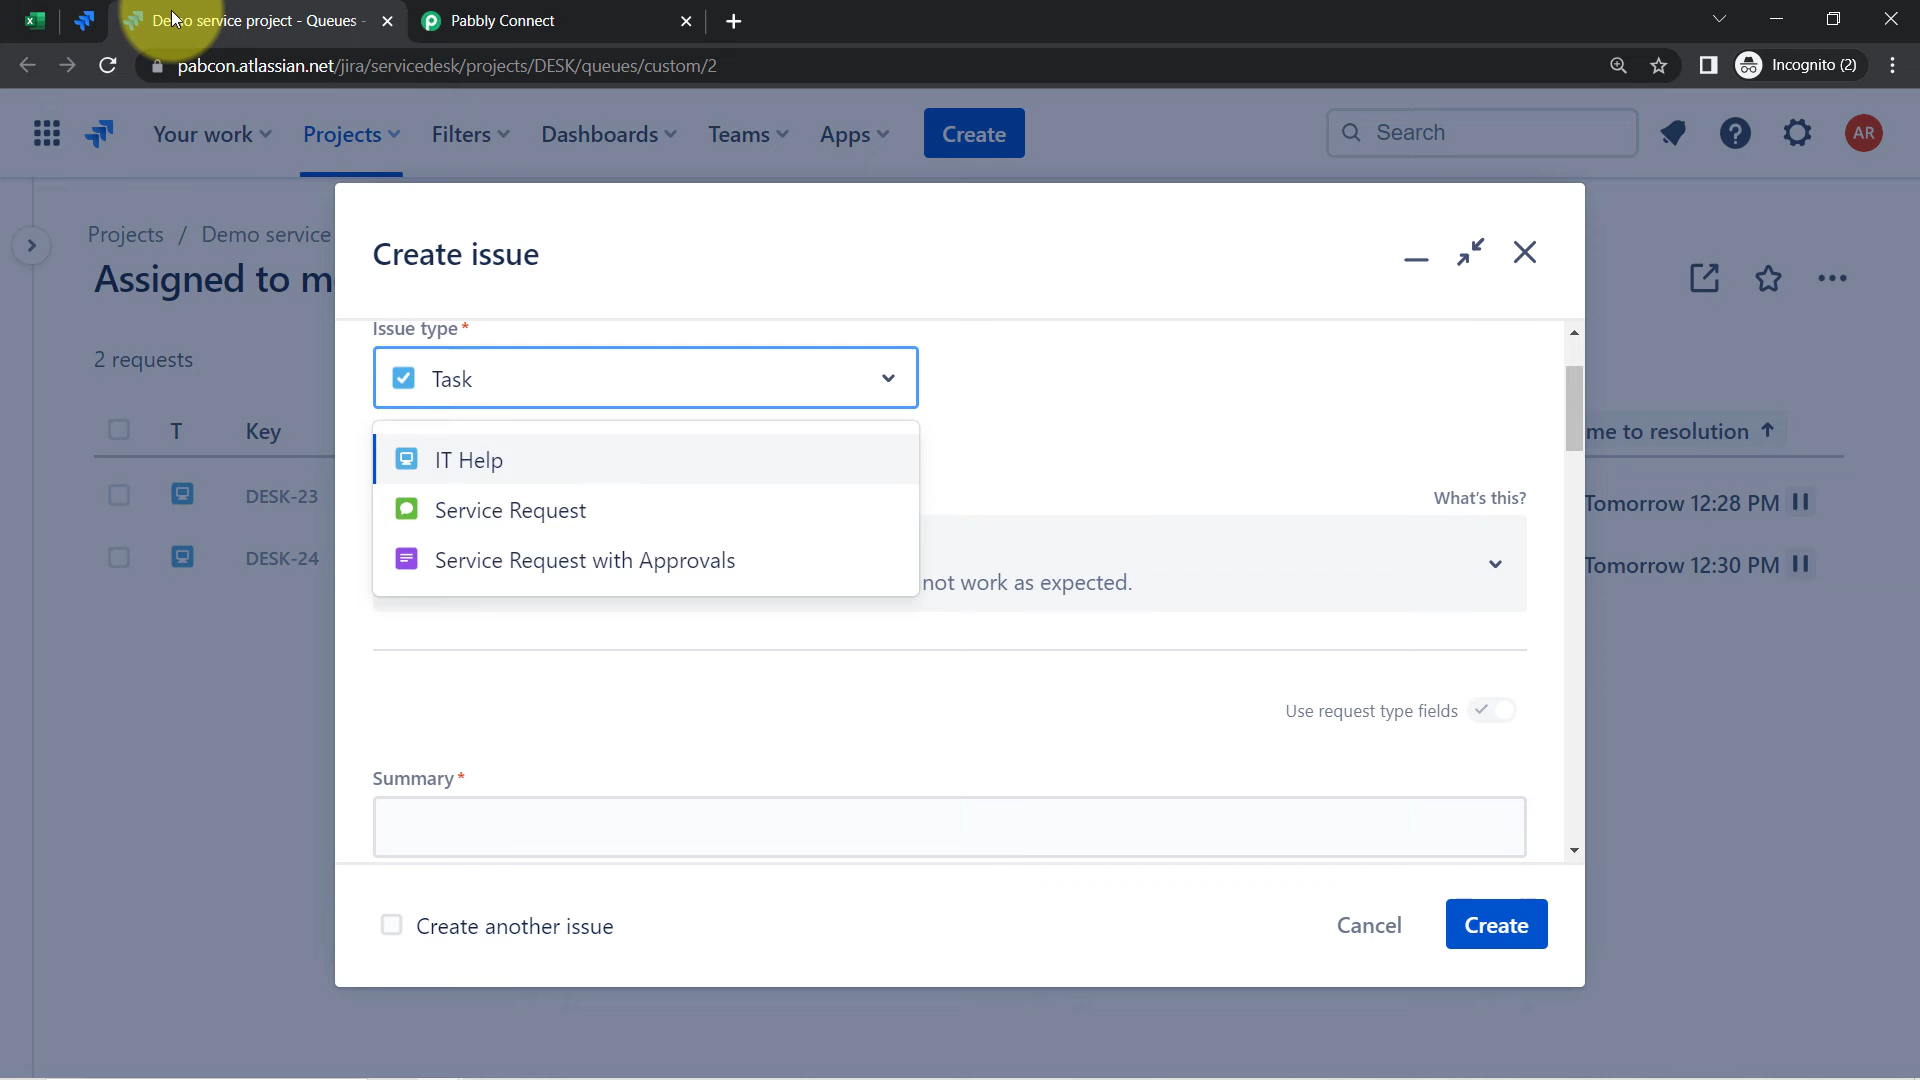 Demo service project - Queues -
Pabbly Connect
pabcon.atlassian.net/jira/servicedesk/projects/DESK/queues/custom/2
Incognito (2)
Your work
Projects
Filters
Dashboards
Teams
Apps
Create
Search
AR
Projects / Demo service
Assigned to m
2 requests
T
Key
me to resolution
DESK-23
Tomorrow 12:28 PM
DESK-24
Tomorrow 12:30 PM
Create issue
Issue type *
Task
IT Help
Service Request
Service Request with Approvals
What's this?
not work as expected.
Use request type fields
Summary *
Create another issue
Cancel
Create